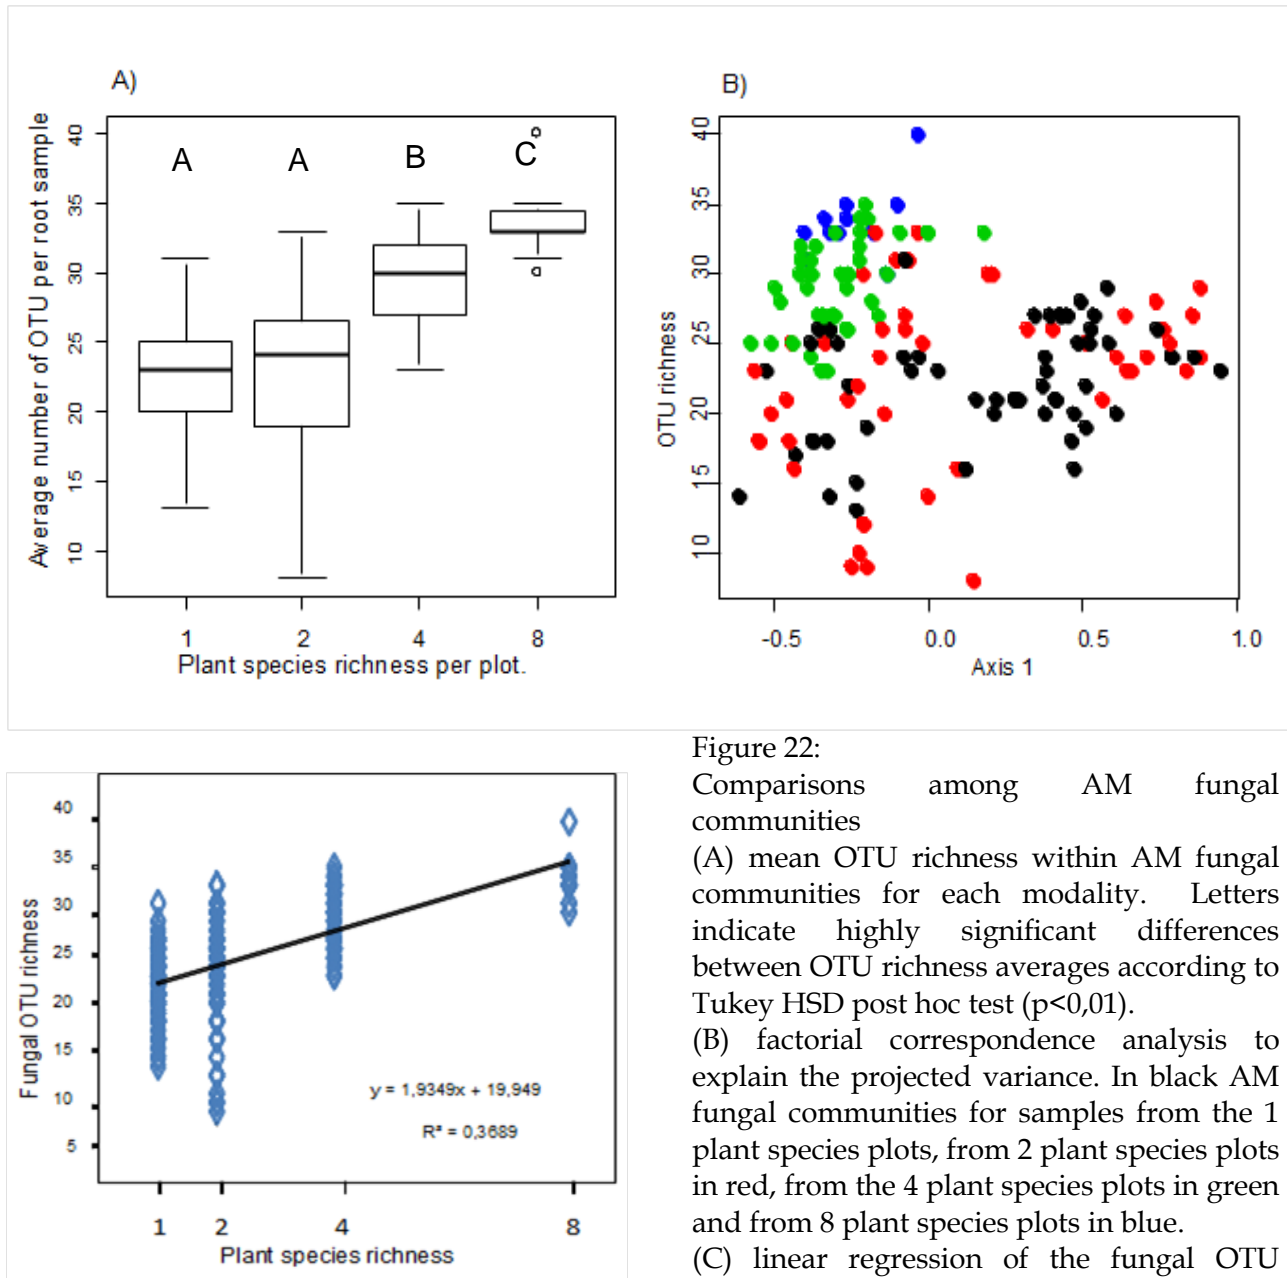 A)
Average number of OTU per root sample
40
35
30
25
20
15
10
A
A
B
C
1
2
4
8
Plant species richness per plot.
B)
OTU richness
40
35
30
25
20
15
10
-0.5
0.0
0.5
1.0
Axis 1
Fungal OTU richness
40
35
30
25
20
15
10
5
y = 1,9349x + 19,949
R² = 0,3689
1
2
4
8
Plant species richness
Figure 22:
Comparisons among AM fungal
communities
(A) mean OTU richness within AM fungal
communities for each modality. Letters
indicate highly significant differences
between OTU richness averages according to
Tukey HSD post hoc test (p<0,01).
(B) factorial correspondence analysis to
explain the projected variance. In black AM
fungal communities for samples from the 1
plant species plots, from 2 plant species plots
in red, from the 4 plant species plots in green
and from 8 plant species plots in blue.
(C) linear regression of the fungal OTU